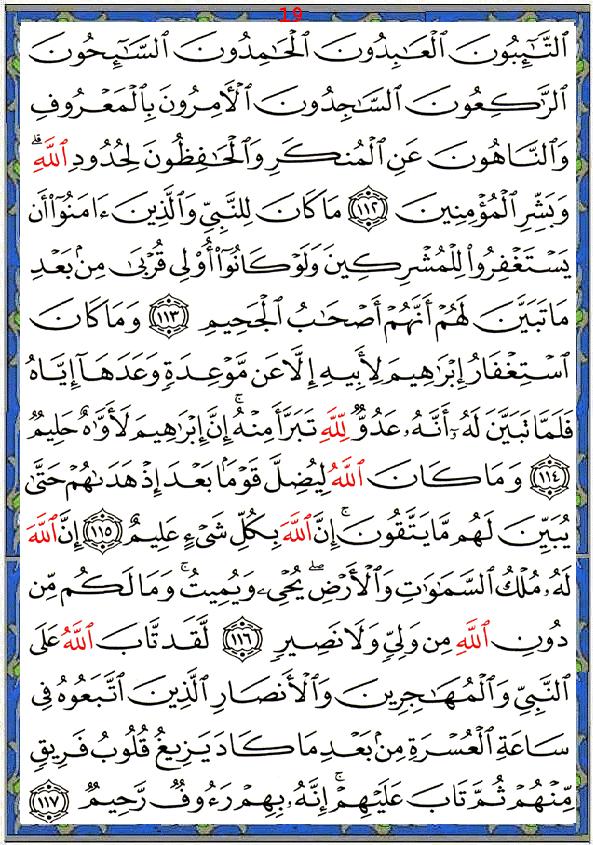 19
ٱلتَّـٰٓئِبُونَ ٱلْعَـٰبِدُونَ ٱلْحَـٰمِدُونَ ٱلسَّـٰٓئِحُونَ
ٱلرَّٰكِعُونَ ٱلسَّـٰجِدُونَ ٱلْـَٔامِرُونَ بِٱلْمَعْرُوفِ
وَٱلنَّاهُونَ عَنِ ٱلْمُنكَرِ وَٱلْحَـٰفِظُونَ لِحُدُودِ ٱللَّهِ ۗ
وَبَشِّرِ ٱلْمُؤْمِنِينَ ١١٢ مَا كَانَ لِلنَّبِىِّ وَٱلَّذِينَ ءَامَنُوٓا۟ أَن
يَسْتَغْفِرُوا۟ لِلْمُشْرِكِينَ وَلَوْ كَانُوٓا۟ أُو۟لِى قُرْبَىٰ مِنۢ بَعْدِ
مَا تَبَيَّنَ لَهُمْ أَنَّهُمْ أَصْحَـٰبُ ٱلْجَحِيمِ ١١٣ وَمَا كَانَ
ٱسْتِغْفَارُ إِبْرَٰهِيمَ لِأَبِيهِ إِلَّا عَن مَّوْعِدَةٍ وَعَدَهَآ إِيَّاهُ
فَلَمَّا تَبَيَّنَ لَهُۥٓ أَنَّهُۥ عَدُوٌّ لِّلَّهِ تَبَرَّأَ مِنْهُ ۚ إِنَّ إِبْرَٰهِيمَ لَأَوَّٰهٌ حَلِيمٌ
١١٤ وَمَا كَانَ ٱللَّهُ لِيُضِلَّ قَوْمًۢا بَعْدَ إِذْ هَدَىٰهُمْ حَتَّىٰ
يُبَيِّنَ لَهُم مَّا يَتَّقُونَ ۚ إِنَّ ٱللَّهَ بِكُلِّ شَىْءٍ عَلِيمٌ ١١٥ إِنَّ ٱللَّهَ
لَهُۥ مُلْكُ ٱلسَّمَـٰوَٰتِ وَٱلْأَرْضِ ۖ يُحْىِۦ وَيُمِيتُ ۚ وَمَا لَكُم مِّن
دُونِ ٱللَّهِ مِن وَلِىٍّ وَلَا نَصِيرٍ ١١٦ لَّقَد تَّابَ ٱللَّهُ عَلَى
ٱلنَّبِىِّ وَٱلْمُهَـٰجِرِينَ وَٱلْأَنصَارِ ٱلَّذِينَ ٱتَّبَعُوهُ فِى
سَاعَةِ ٱلْعُسْرَةِ مِنۢ بَعْدِ مَا كَادَ يَزِيغُ قُلُوبُ فَرِيقٍ
مِّنْهُمْ ثُمَّ تَابَ عَلَيْهِمْ ۚ إِنَّهُۥ بِهِمْ رَءُوفٌ رَّحِيمٌ ١١٧